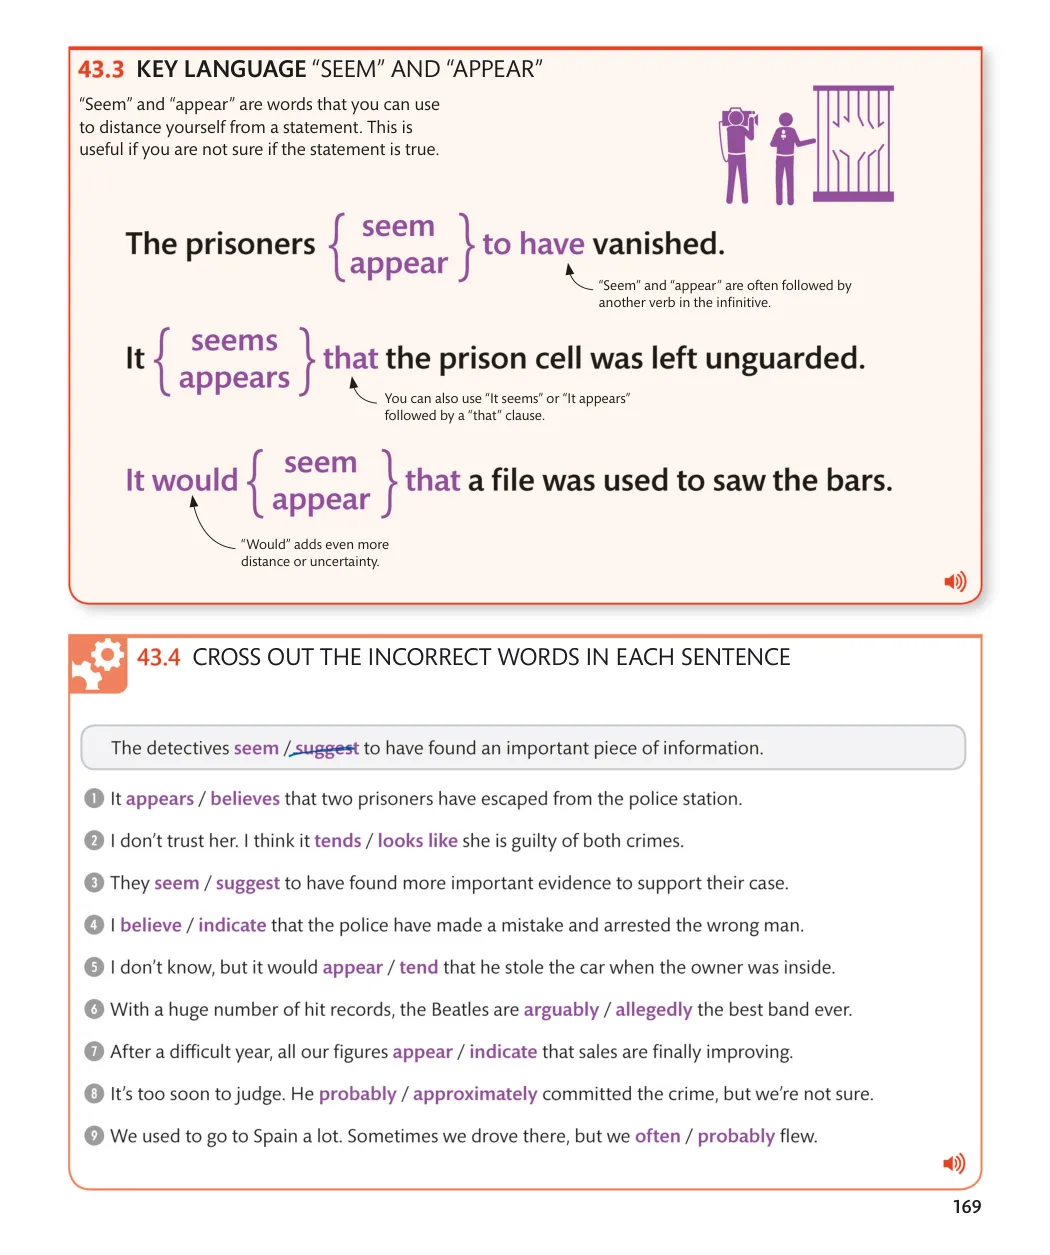 43.3 KEY LANGUAGE “SEEM” AND “APPEAR”
“Seem” and “appear” are words that you can use
to distance yourself from a statement. This is
useful if you are not sure if the statement is true.
The prisoners { seem
appear } to have vanished.
“Seem” and “appear” are often followed by
another verb in the infinitive.
It { seems
appears } that the prison cell was left unguarded.
You can also use “It seems” or “It appears”
followed by a “that” clause.
It would { seem
appear } that a file was used to saw the bars.
“Would” adds even more
distance or uncertainty.
43.4 CROSS OUT THE INCORRECT WORDS IN EACH SENTENCE
The detectives seem / suggest to have found an important piece of information.
1 It appears / believes that two prisoners have escaped from the police station.
2 I don’t trust her. I think it tends / looks like she is guilty of both crimes.
3 They seem / suggest to have found more important evidence to support their case.
4 I believe / indicate that the police have made a mistake and arrested the wrong man.
5 I don’t know, but it would appear / tend that he stole the car when the owner was inside.
6 With a huge number of hit records, the Beatles are arguably / allegedly the best band ever.
7 After a difficult year, all our figures appear / indicate that sales are finally improving.
8 It’s too soon to judge. He probably / approximately committed the crime, but we’re not sure.
9 We used to go to Spain a lot. Sometimes we drove there, but we often / probably flew.
169